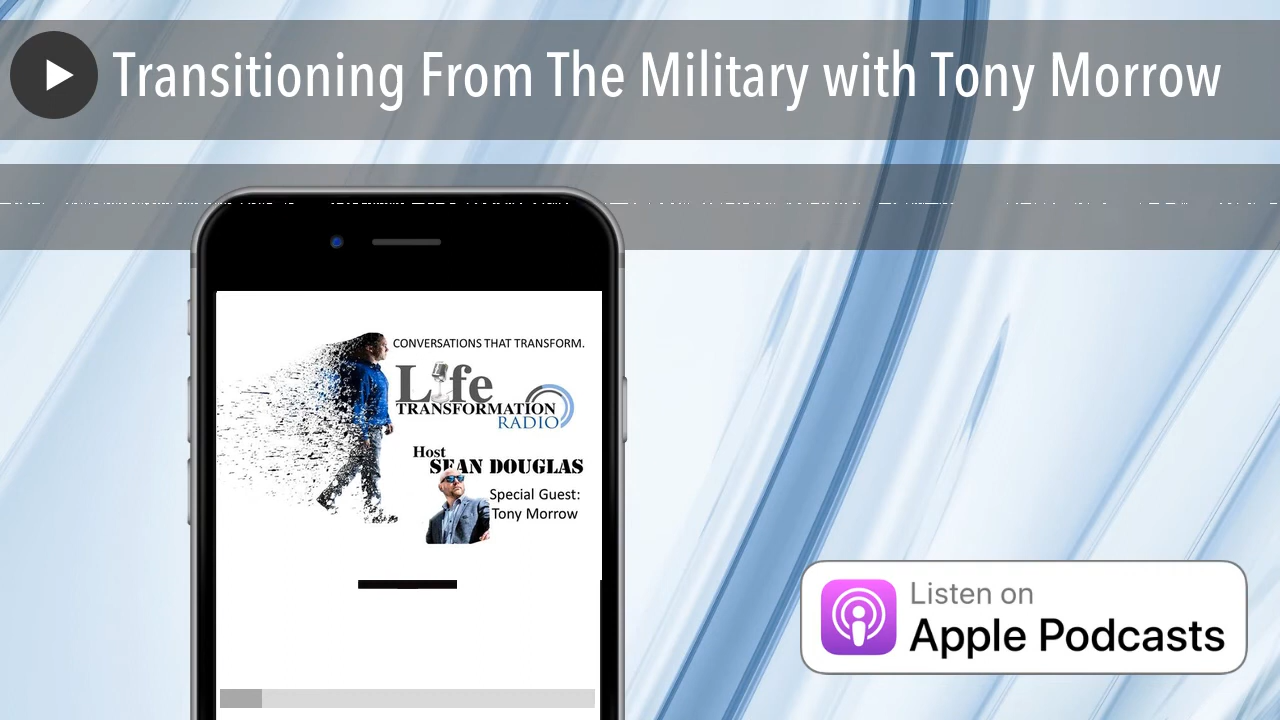 Transitioning From The Military with Tony Morrow
CONVERSATIONS THAT TRANSFORM.
Life
TRANSFORMATION
RADIO
Host
SEAN DOUGLAS
Special Guest:
Tony Morrow
Listen on
Apple Podcasts